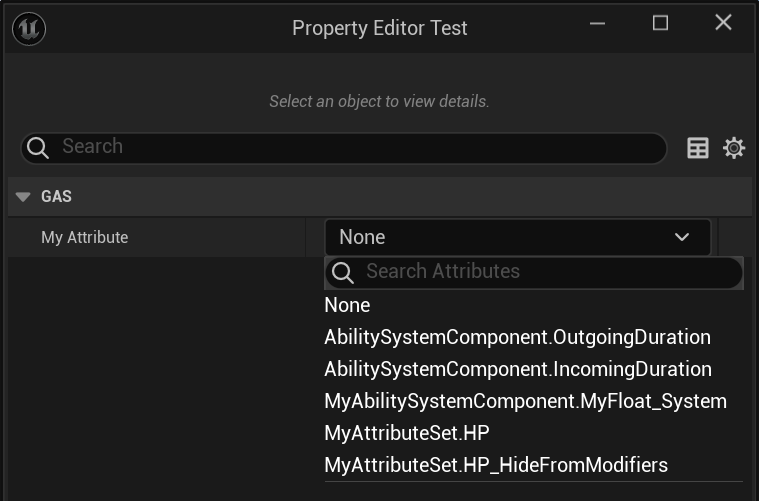 Property Editor Test
Select an object to view details.
Search
GAS
My Attribute
None
Search Attributes
None
AbilitySystemComponent.OutgoingDuration
AbilitySystemComponent.IncomingDuration
MyAbilitySystemComponent.MyFloat_System
MyAttributeSet.HP
MyAttributeSet.HP_HideFromModifiers